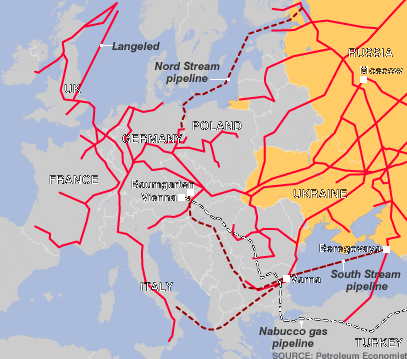 Langeled
RUSSIA
Nord Stream
pipeline
Moscow
UK
POLAND
GERMANY
FRANCE
Baumgarten
Vienna
UKRAINE
Beregovaya
Varna
South Stream
pipeline
ITALY
Nabucco gas
pipeline
TURKEY
SOURCE: Petroleum Economist